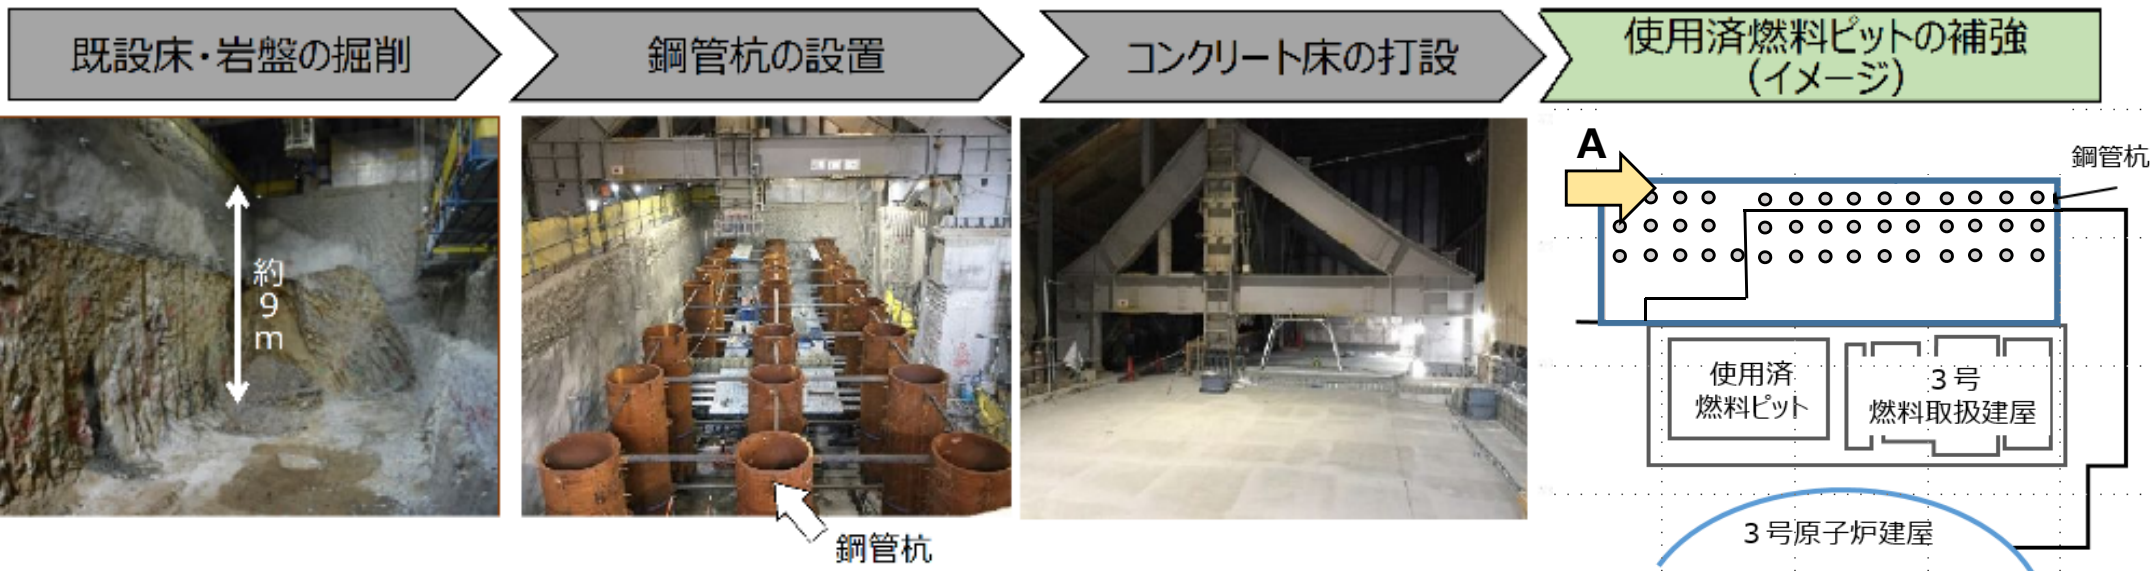 既設床・岩盤の掘削
鋼管杭の設置
コンクリート床の打設
使用済燃料ピットの補強
(イメージ)
約9m
鋼管杭
A
鋼管杭
使用済
燃料ピット
3号
燃料取扱建屋
3号原子炉建屋